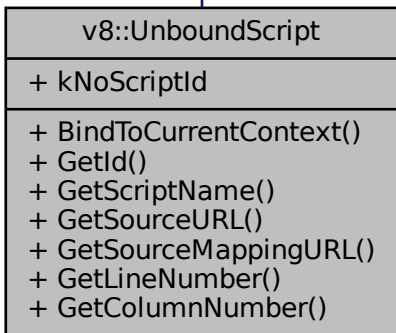 v8::UnboundScript
+ kNoScriptId
+ BindToCurrentContext()
+ GetId()
+ GetScriptName()
+ GetSourceURL()
+ GetSourceMappingURL()
+ GetLineNumber()
+ GetColumnNumber()